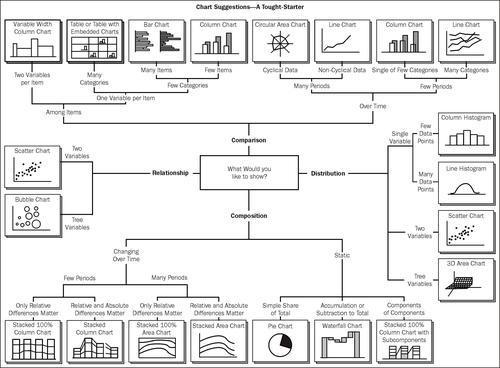 Chart Suggestions—A Tought-Starter
Variable Width
Column Chart
Table or Table with
Embedded Charts
Bar Chart
Column Chart
Circular Area Chart
Line Chart
Column Chart
Line Chart
Two Variables
per Item
Many
Categories
Many Items
Few Items
Cyclical Data
Non-Cyclical Data
Single of Few Categories
Many Categories
Few Categories
Many Periods
Few Periods
One Variable per Item
Among Items
Over Time
Comparison
What Would you
like to show?
Relationship
Distribution
Composition
Scatter Chart
Two
Variables
Bubble Chart
Tree
Variables
Single
Variable
Few
Data
Points
Column Histogram
Many
Data
Points
Line Histogram
Two
Variables
Scatter Chart
Tree
Variables
3D Area Chart
Changing
Over Time
Static
Few Periods
Many Periods
Only Relative
Differences Matter
Relative and Absolute
Differences Matter
Only Relative
Differences Matter
Relative and Absolute
Differences Matter
Simple Share
of Total
Accumulation or
Subtraction to Total
Components
of Components
Stacked 100%
Column Chart
Stacked
Column Chart
Stacked 100%
Area Chart
Stacked Area Chart
Pie Chart
Waterfall Chart
Stacked 100%
Column Chart with
Subcomponents